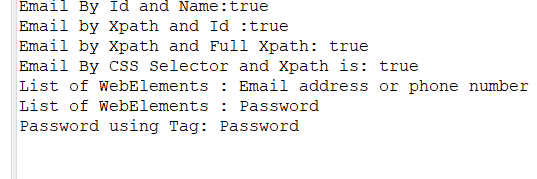 Email By Id and Name:true
Email by Xpath and Id :true
Email by Xpath and Full Xpath: true
Email By CSS Selector and Xpath is: true
List of WebElements : Email address or phone number
List of WebElements : Password
Password using Tag: Password